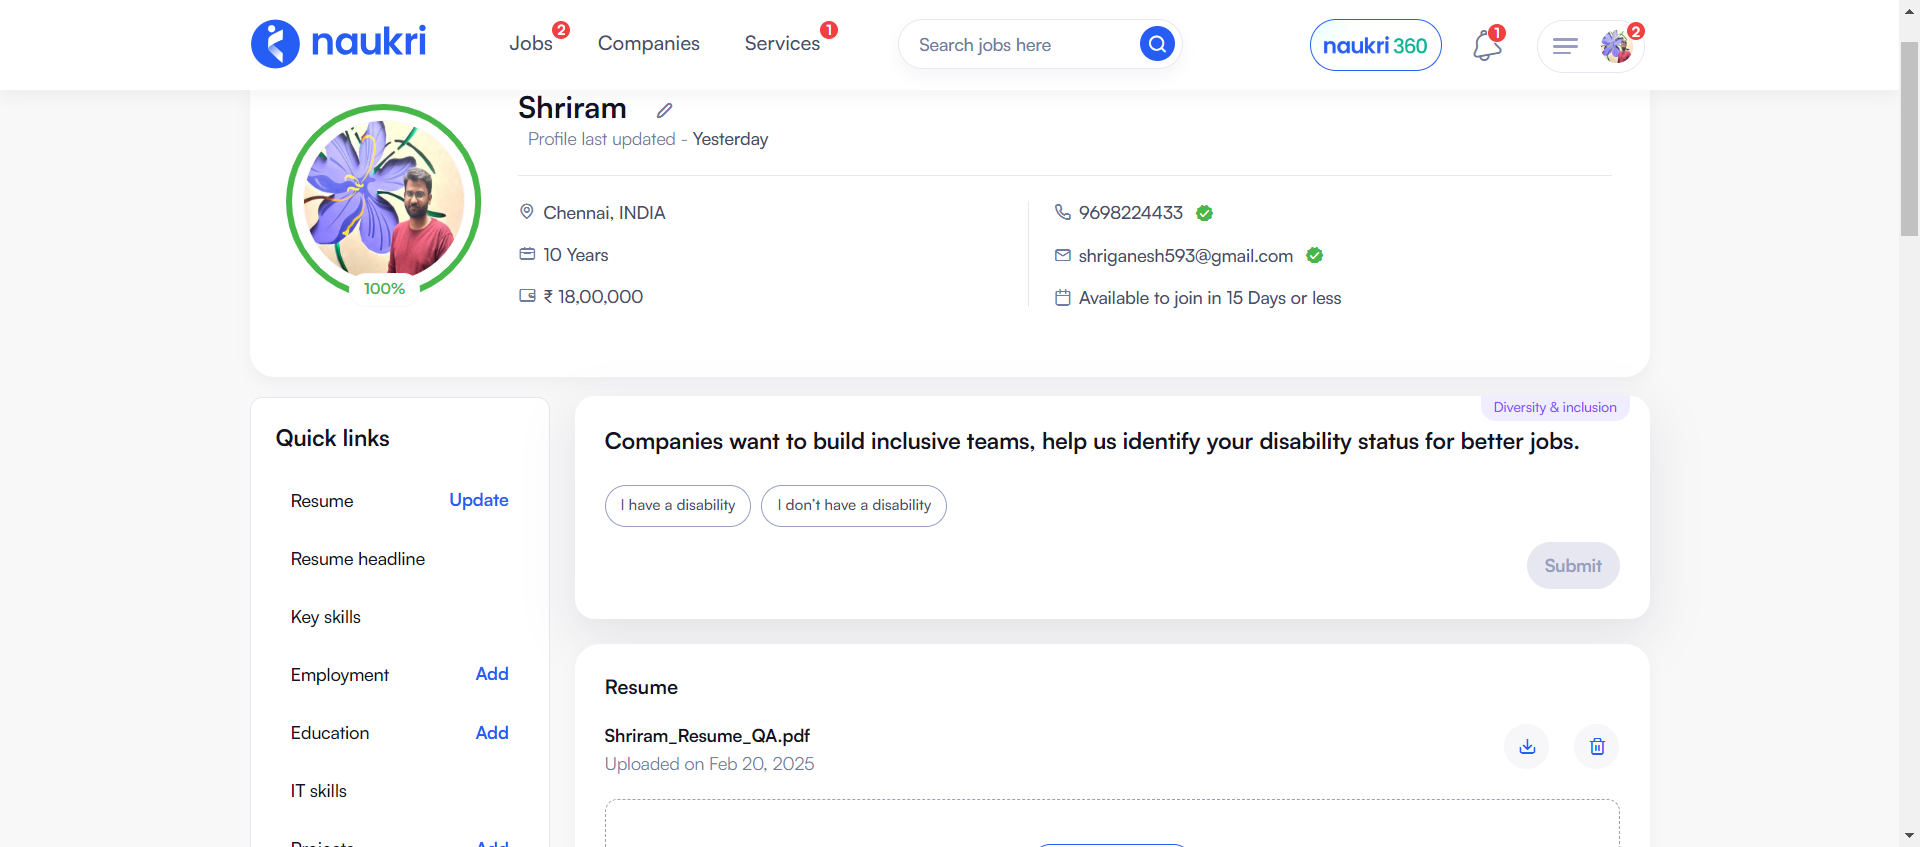 naukri
Jobs 2
Companies
Services 1
Search jobs here
naukri 360
1
2
Shriram
Profile last updated - Yesterday
100%
Chennai, INDIA
10 Years
₹ 18,00,000
9698224433
shriganesh593@gmail.com
Available to join in 15 Days or less
Quick links
Resume Update
Resume headline
Key skills
Employment Add
Education Add
IT skills
Projects Add
Diversity & inclusion
Companies want to build inclusive teams, help us identify your disability status for better jobs.
I have a disability
I don't have a disability
Submit
Resume
Shriram_Resume_QA.pdf
Uploaded on Feb 20, 2025